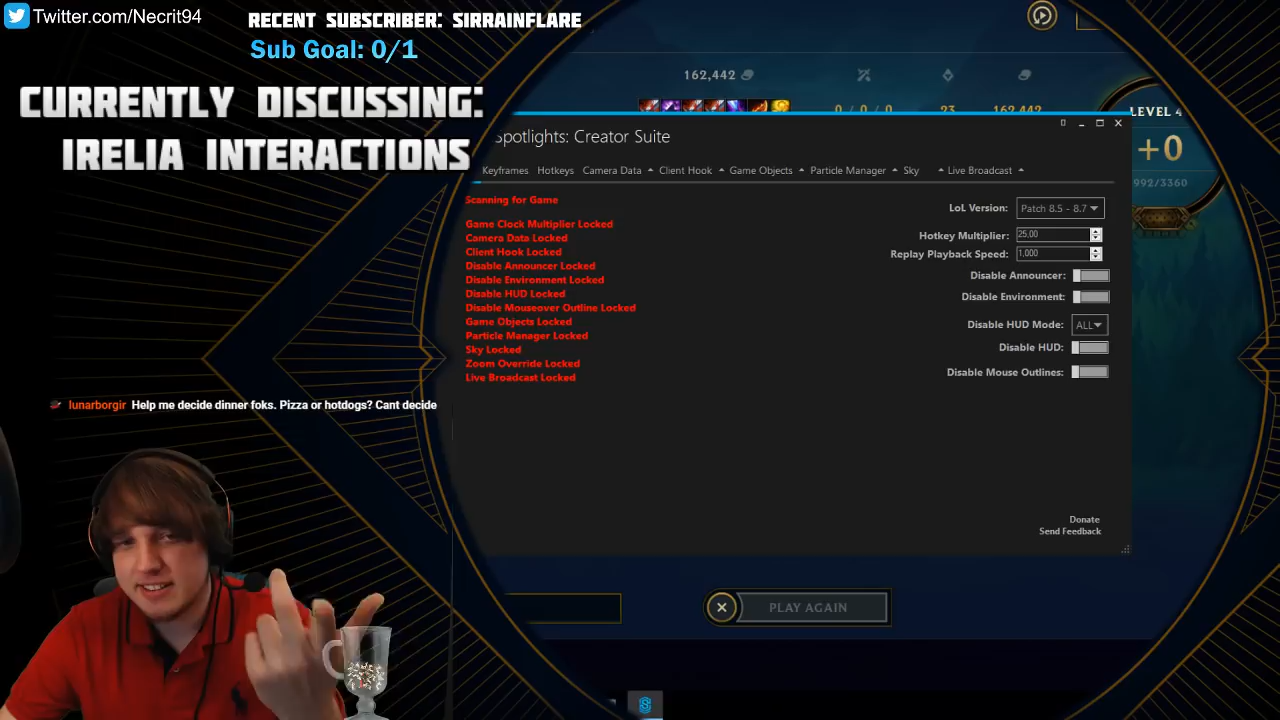 Twitter.com/Necrit94
RECENT SUBSCRIBER: SIRRAINFLARE
Sub Goal: 0/1
CURRENTLY DISCUSSING:
IRELIA INTERACTIONS
162,442
0 / 0 / 0 23 162,442
LEVEL 4
+0
992/3360
Spotlights: Creator Suite
Keyframes Hotkeys Camera Data Client Hook Game Objects Particle Manager Sky Live Broadcast
Scanning for Game
Game Clock Multiplier Locked
Camera Data Locked
Client Hook Locked
Disable Announcer Locked
Disable Environment Locked
Disable HUD Locked
Disable Mouseover Outline Locked
Game Objects Locked
Particle Manager Locked
Sky Locked
Zoom Override Locked
Live Broadcast Locked
LoL Version: Patch 8.5 - 8.7
Hotkey Multiplier: 25,00
Replay Playback Speed: 1,000
Disable Announcer:
Disable Environment:
Disable HUD Mode: ALL
Disable HUD:
Disable Mouse Outlines:
lunarborgir Help me decide dinner foks. Pizza or hotdogs? Cant decide
Donate
Send Feedback
PLAY AGAIN